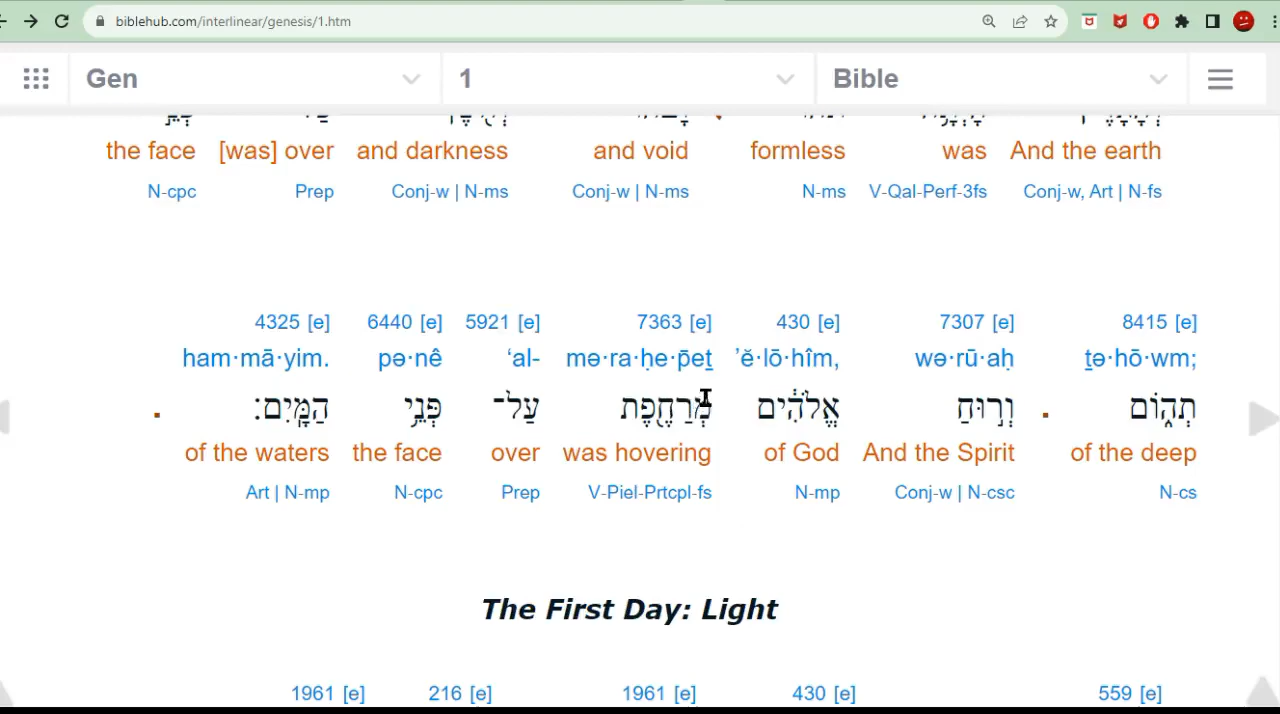 biblehub.com/interlinear/genesis/1.htm
Gen 1 Bible
the face [was] over and darkness and void formless was And the earth
N-cpc Prep Conj-w | N-ms Conj-w | N-ms N-ms V-Qal-Perf-3fs Conj-w, Art | N-fs
4325 [e] 6440 [e] 5921 [e] 7363 [e] 430 [e] 7307 [e] 8415 [e]
ham·mā·yim. pə·nê ‘al- mə·ra·ḥe·p̄eṯ ’ĕ·lō·hîm, wə·rū·aḥ ṯə·hō·wm;
תְה֑וֹם . וְר֣וּחַ אֱלֹהִ֔ים מְרַחֶ֖פֶת עַל־ פְּנֵ֥י הַמָּֽיִם׃ .
of the waters the face over was hovering of God And the Spirit of the deep
Art | N-mp N-cpc Prep V-Piel-Prtcpl-fs N-mp Conj-w | N-csc N-cs
The First Day: Light
1961 [e] 216 [e] 1961 [e] 430 [e] 559 [e]